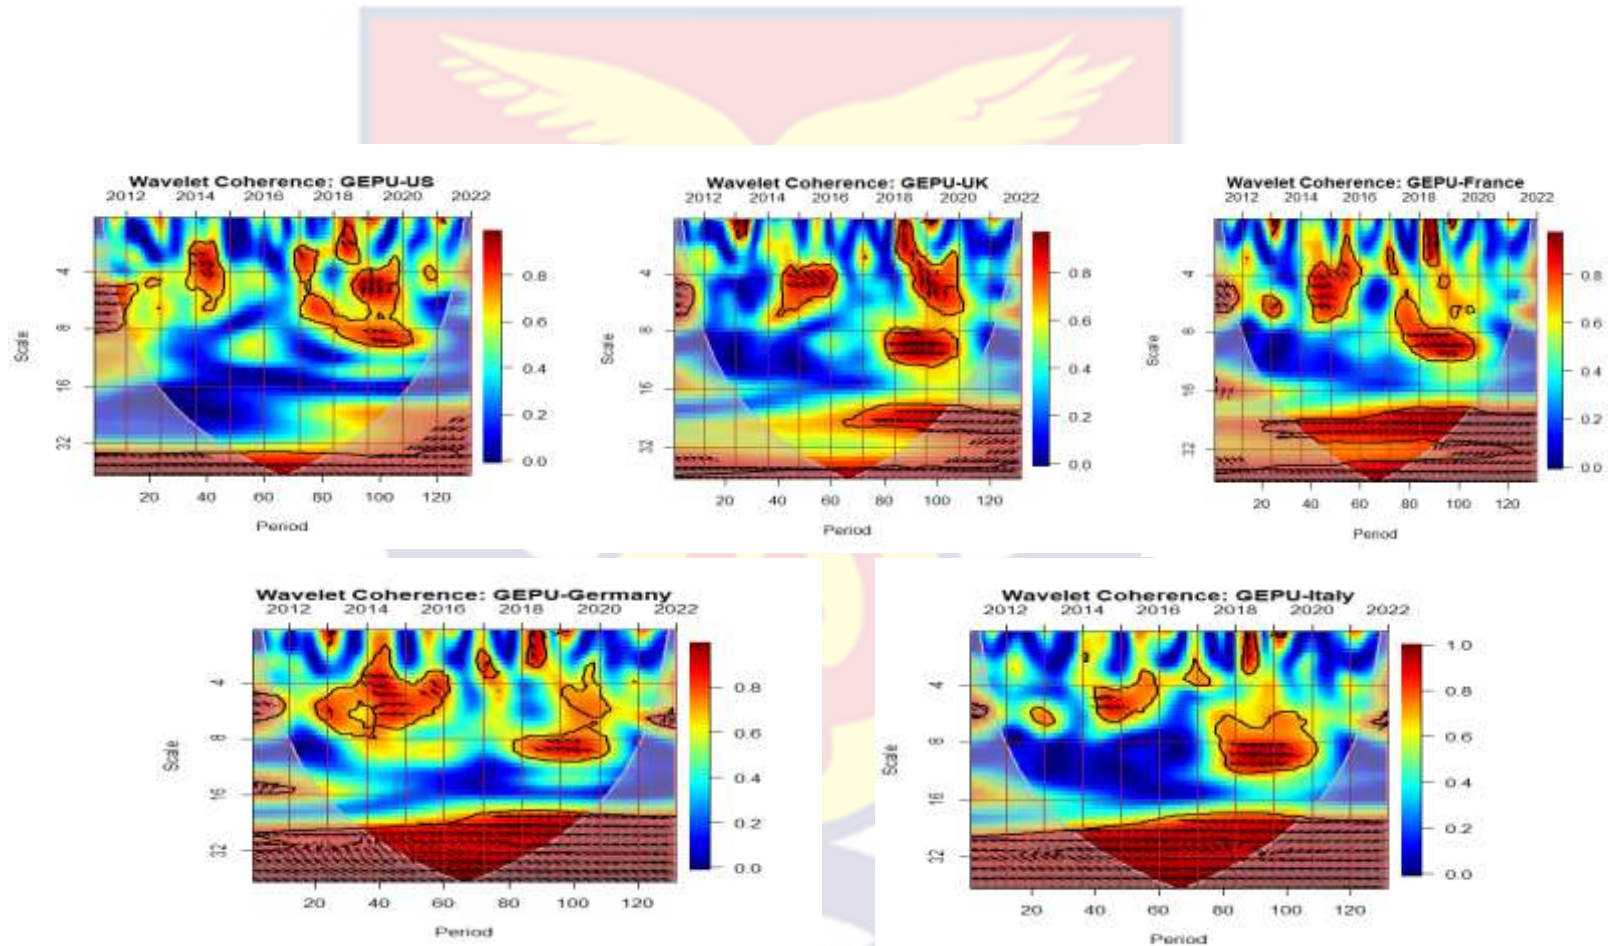 Wavelet Coherence: GEPU-US
2012 2014 2016 2018 2020 2022
Scale
4
8
16
32
0.8
0.6
0.4
0.2
0.0
20 40 60 80 100 120
Period
Wavelet Coherence: GEPU-UK
2012 2014 2016 2018 2020 2022
Scale
4
8
16
32
0.8
0.6
0.4
0.2
0.0
20 40 60 80 100 120
Period
Wavelet Coherence: GEPU-France
2012 2014 2016 2018 2020 2022
Scale
4
8
16
32
0.8
0.6
0.4
0.2
0.0
20 40 60 80 100 120
Period
Wavelet Coherence: GEPU-Germany
2012 2014 2016 2018 2020 2022
Scale
4
8
16
32
0.8
0.6
0.4
0.2
0.0
20 40 60 80 100 120
Period
Wavelet Coherence: GEPU-Italy
2012 2014 2016 2018 2020 2022
Scale
4
8
16
32
1.0
0.8
0.6
0.4
0.2
0.0
20 40 60 80 100 120
Period